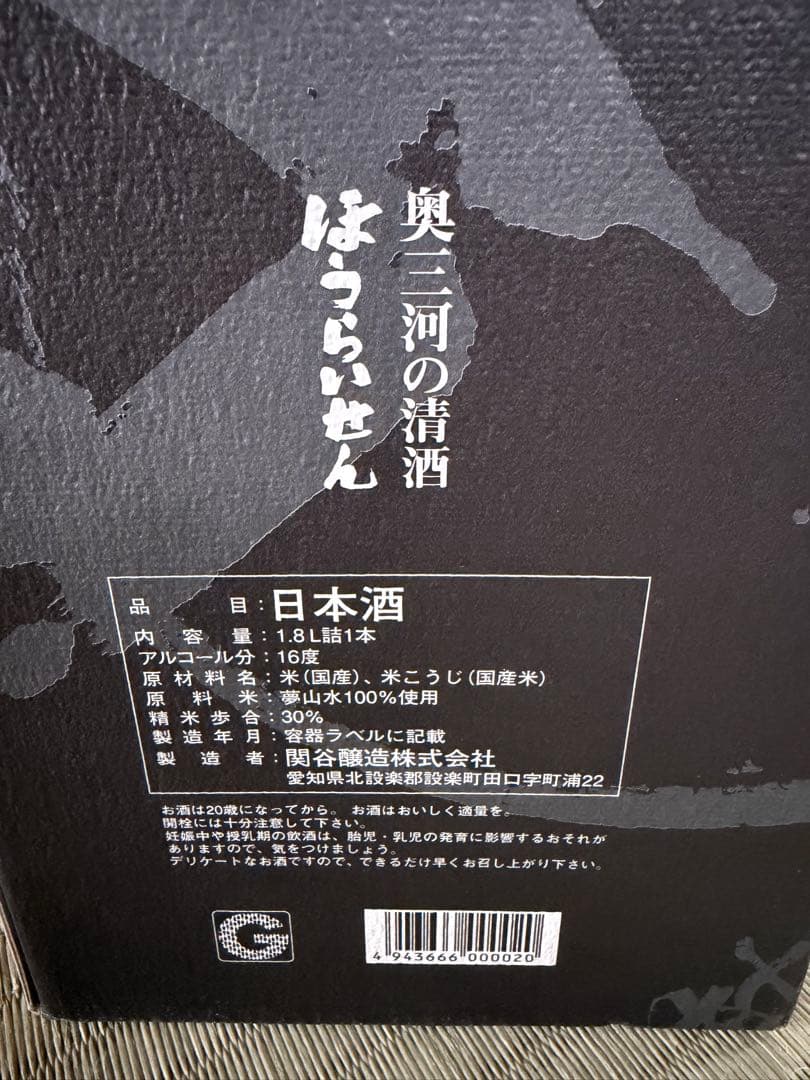 奥三河の清酒
ほうらいせん
品目：日本酒
内容量：1.8L詰1本
アルコール分：16度
原材料名：米（国産）、米こうじ（国産米）
原料米：夢山水100％使用
精米歩合：30％
製造年月：容器ラベルに記載
製造者：関谷醸造株式会社
愛知県北設楽郡設楽町田口字町浦22
お酒は20歳になってから。 お酒はおいしく適量を。
開栓には十分注意して下さい。
妊娠中や授乳期の飲酒は、胎児・乳児の発育に影響するおそれが
ありますので、気をつけましょう。
デリケートなお酒ですので、できるだけ早くお召し上がり下さい。
G
4 943666 000020